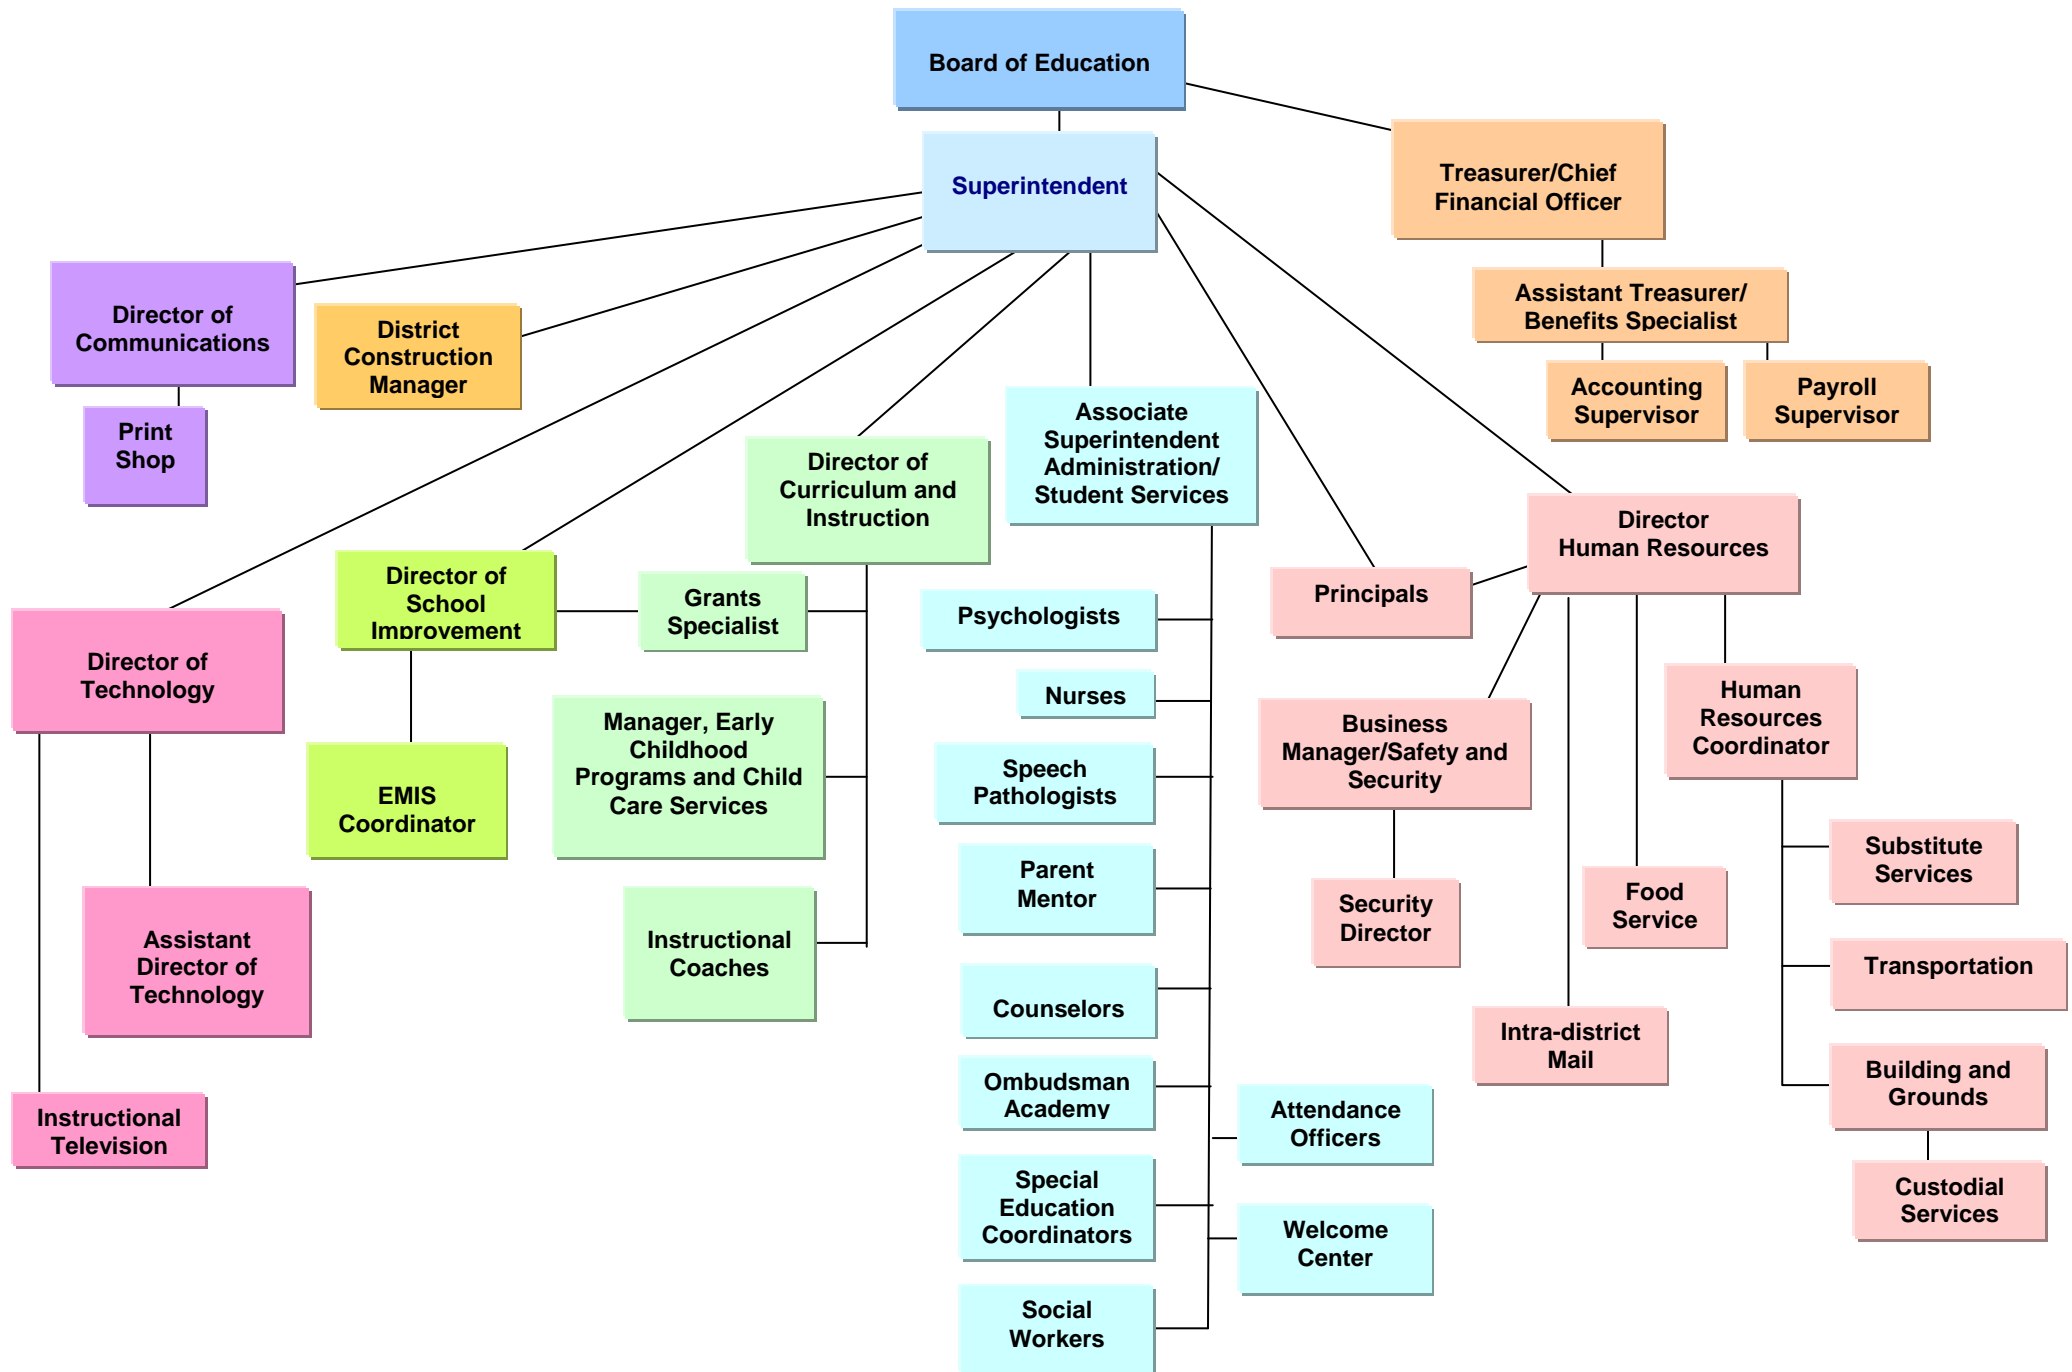 Board of Education
Superintendent
Treasurer/Chief
Financial Officer
Assistant Treasurer/
Benefits Specialist
Accounting
Supervisor
Payroll
Supervisor
Director of
Communications
Print
Shop
District
Construction
Manager
Director of
Curriculum and
Instruction
Associate
Superintendent
Administration/
Student Services
Director
Human Resources
Principals
Director of
School
Improvement
Grants
Specialist
Director of
Technology
Manager, Early
Childhood
Programs and Child
Care Services
EMIS
Coordinator
Instructional
Coaches
Assistant
Director of
Technology
Instructional
Television
Psychologists
Nurses
Speech
Pathologists
Parent
Mentor
Counselors
Ombudsman
Academy
Special
Education
Coordinators
Social
Workers
Attendance
Officers
Welcome
Center
Business
Manager/Safety and
Security
Security
Director
Intra-district
Mail
Food
Service
Human
Resources
Coordinator
Substitute
Services
Transportation
Building and
Grounds
Custodial
Services